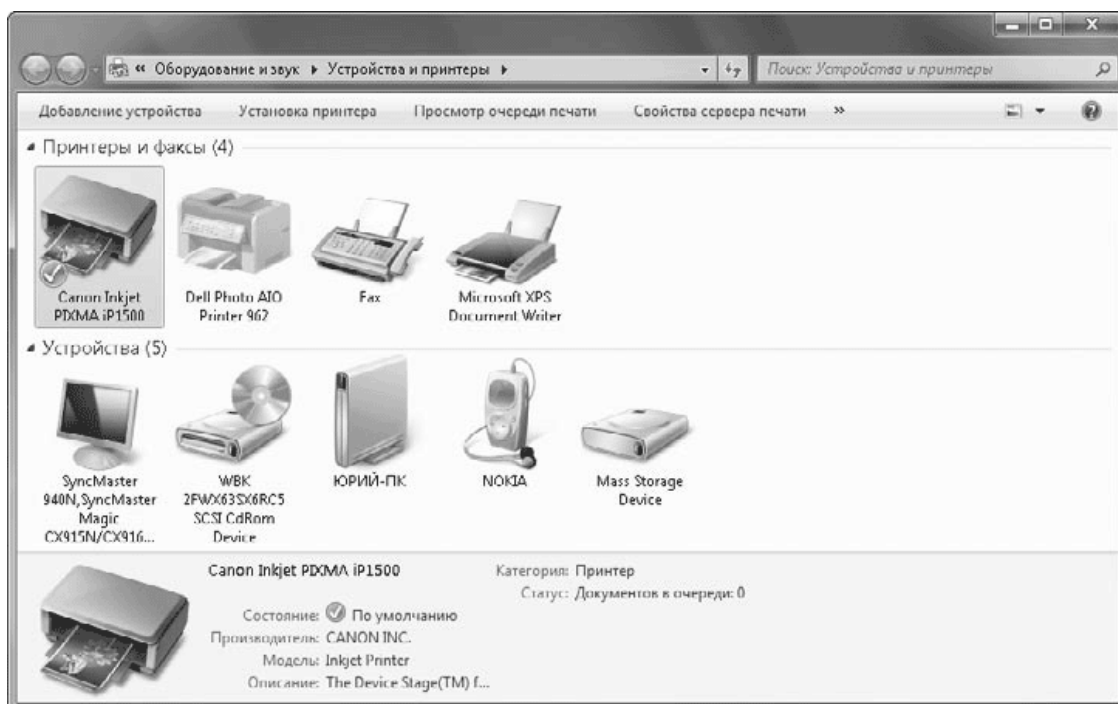 « Оборудование и звук ▸ Устройства и принтеры ▸
Поиск: Устройства и принтеры
Добавление устройства Установка принтера Просмотр очереди печати Свойства сервера печати »
Принтеры и факсы (4)
Canon Inkjet
PIXMA iP1500
Dell Photo AIO
Printer 962
Fax
Microsoft XPS
Document Writer
Устройства (5)
SyncMaster
940N,SyncMaster
Magic
CX915N/CX916...
WBK
2FWX63SX6RC5
SCSI CdRom
Device
ЮРИЙ-ПК
NOKIA
Mass Storage
Device
Canon Inkjet PIXMA iP1500
Категория: Принтер
Статус: Документов в очереди: 0
Состояние: По умолчанию
Производитель: CANON INC.
Модель: Inkjet Printer
Описание: The Device Stage(TM) f...